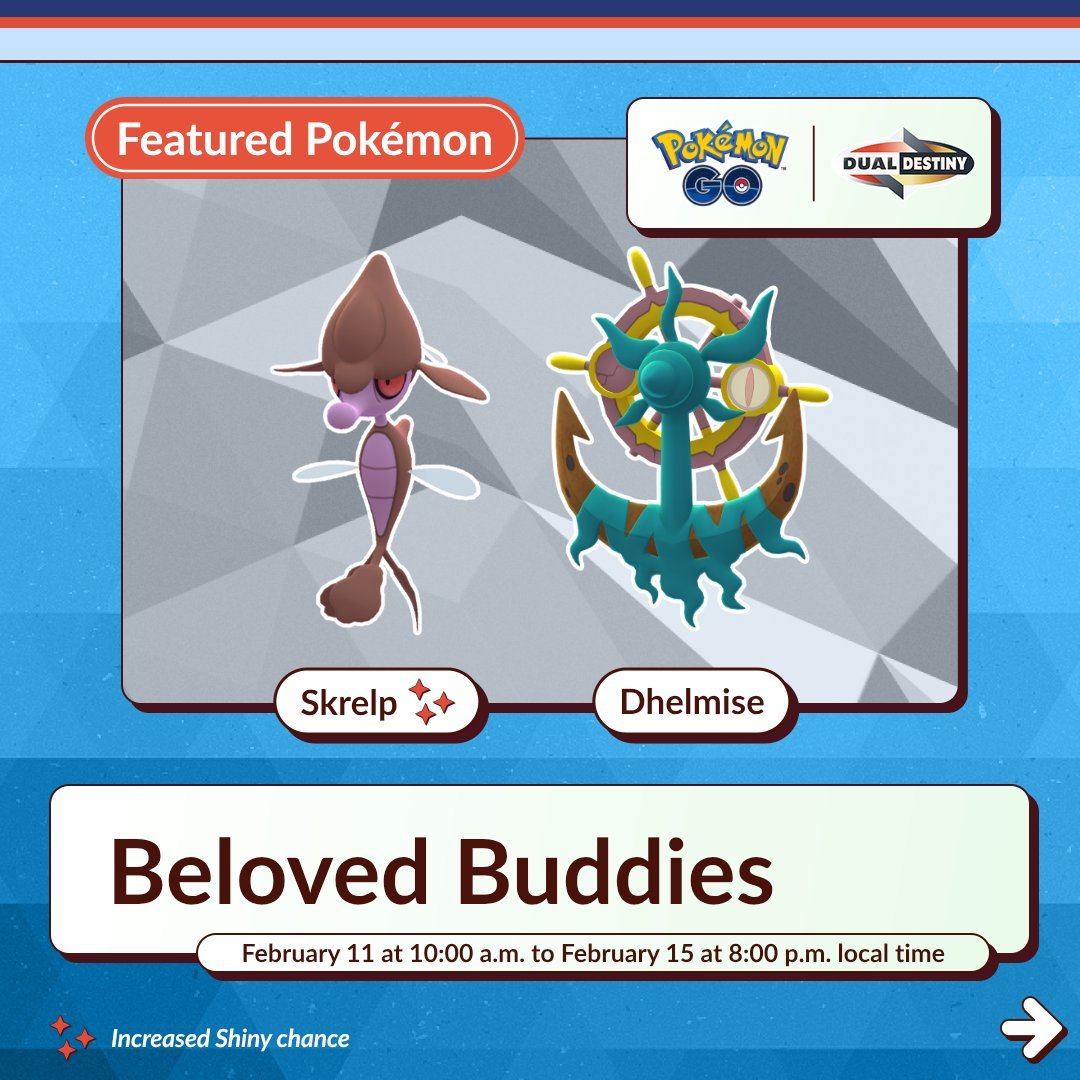 Featured Pokémon
POKéMON
GO
DUAL DESTINY
Skrelp
Dhelmise
Beloved Buddies
February 11 at 10:00 a.m. to February 15 at 8:00 p.m. local time
Increased Shiny chance